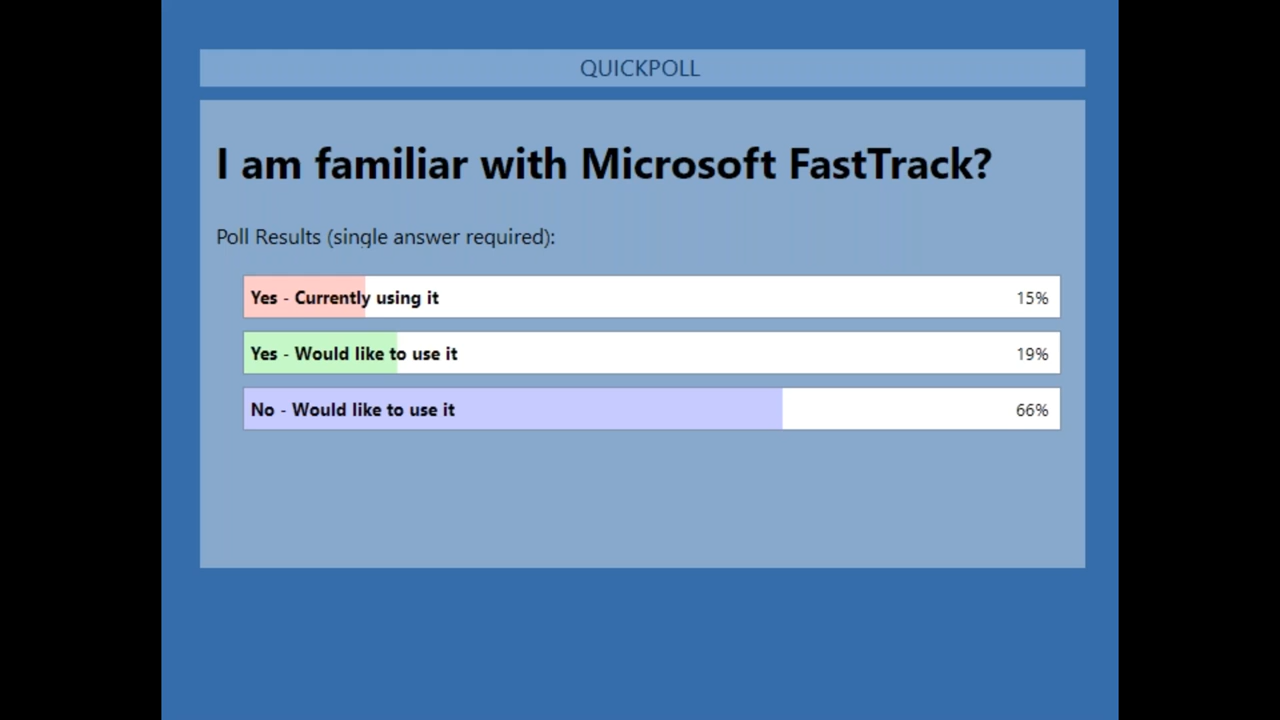 QUICKPOLL
I am familiar with Microsoft FastTrack?
Poll Results (single answer required):
Yes - Currently using it 15%
Yes - Would like to use it 19%
No - Would like to use it 66%